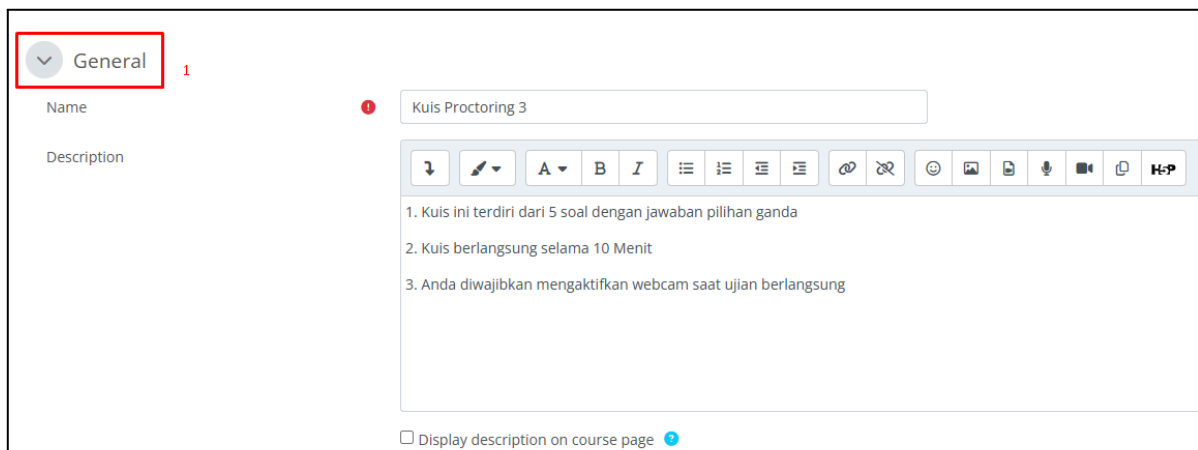 General
1
Name
Kuis Proctoring 3
Description
A B I H5P
1. Kuis ini terdiri dari 5 soal dengan jawaban pilihan ganda
2. Kuis berlangsung selama 10 Menit
3. Anda diwajibkan mengaktifkan webcam saat ujian berlangsung
Display description on course page ?